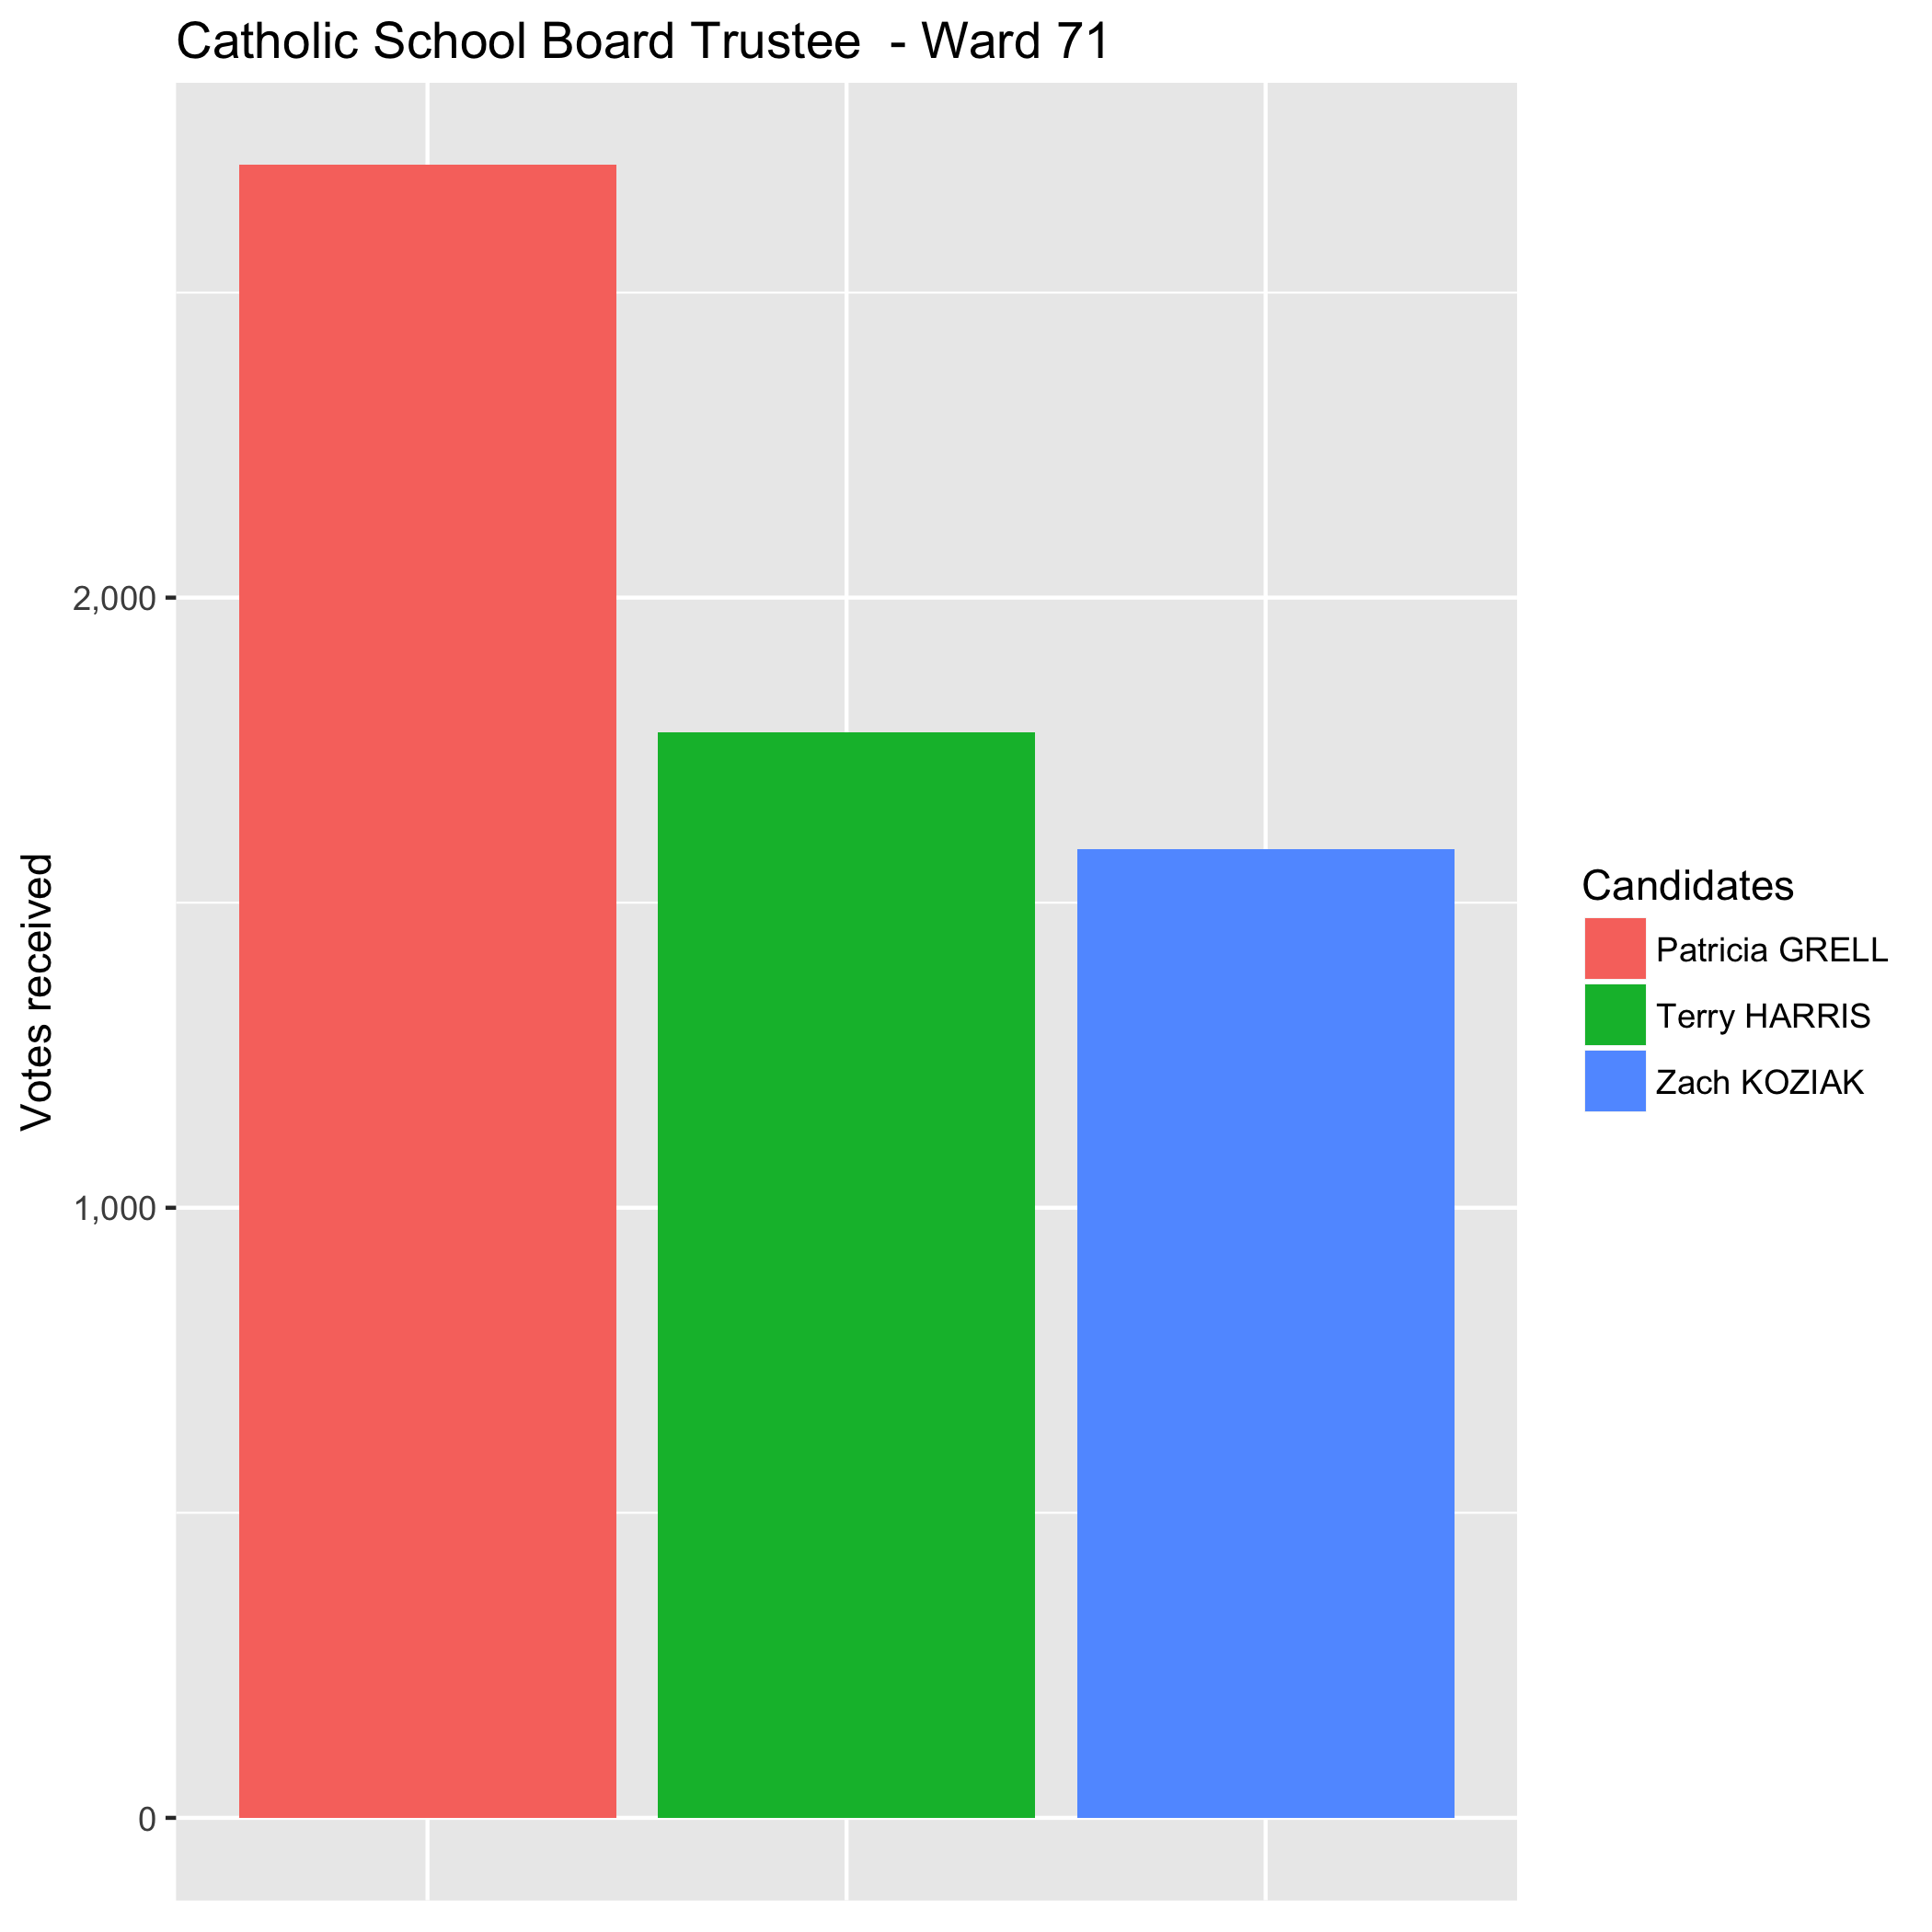 Catholic School Board Trustee  - Ward 71
Votes received
2,000
1,000
0
Candidates
Patricia GRELL
Terry HARRIS
Zach KOZIAK